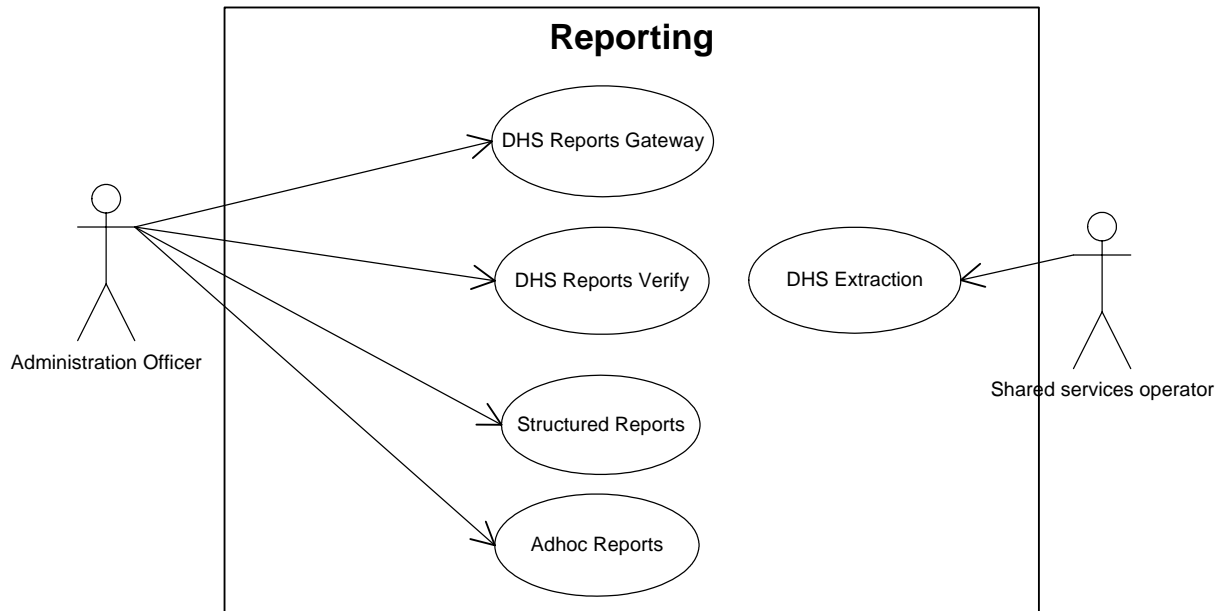 Reporting
DHS Reports Gateway
DHS Reports Verify
DHS Extraction
Administration Officer
Shared services operator
Structured Reports
Adhoc Reports